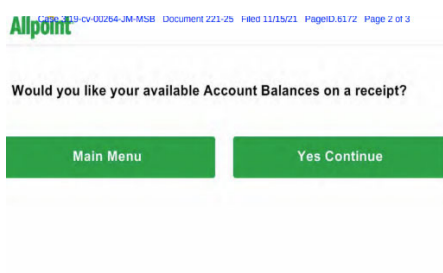 Case 3:19-cv-00264-JM-MSB Document 221-25 Filed 11/15/21 PageID.6172 Page 2 of 3
Allpoint
Would you like your available Account Balances on a receipt?
Main Menu
Yes Continue